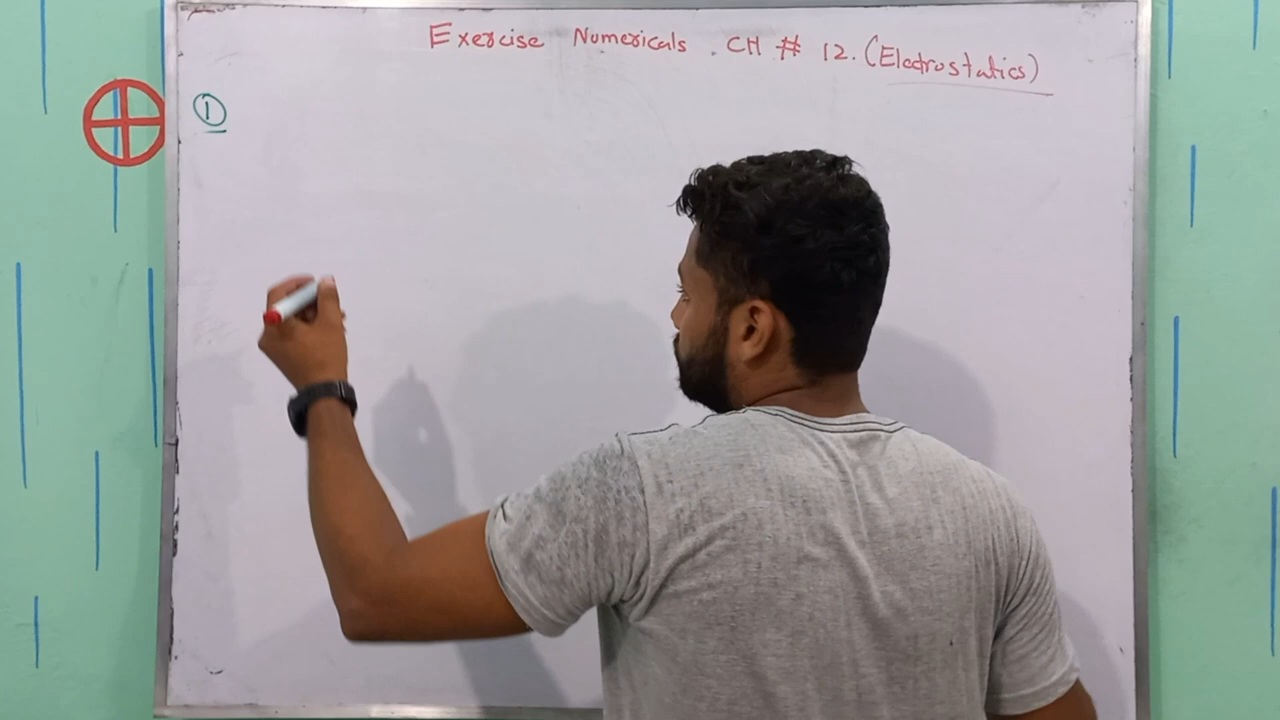 Exercise Numericals . CH # 12. (Electrostatics)
①